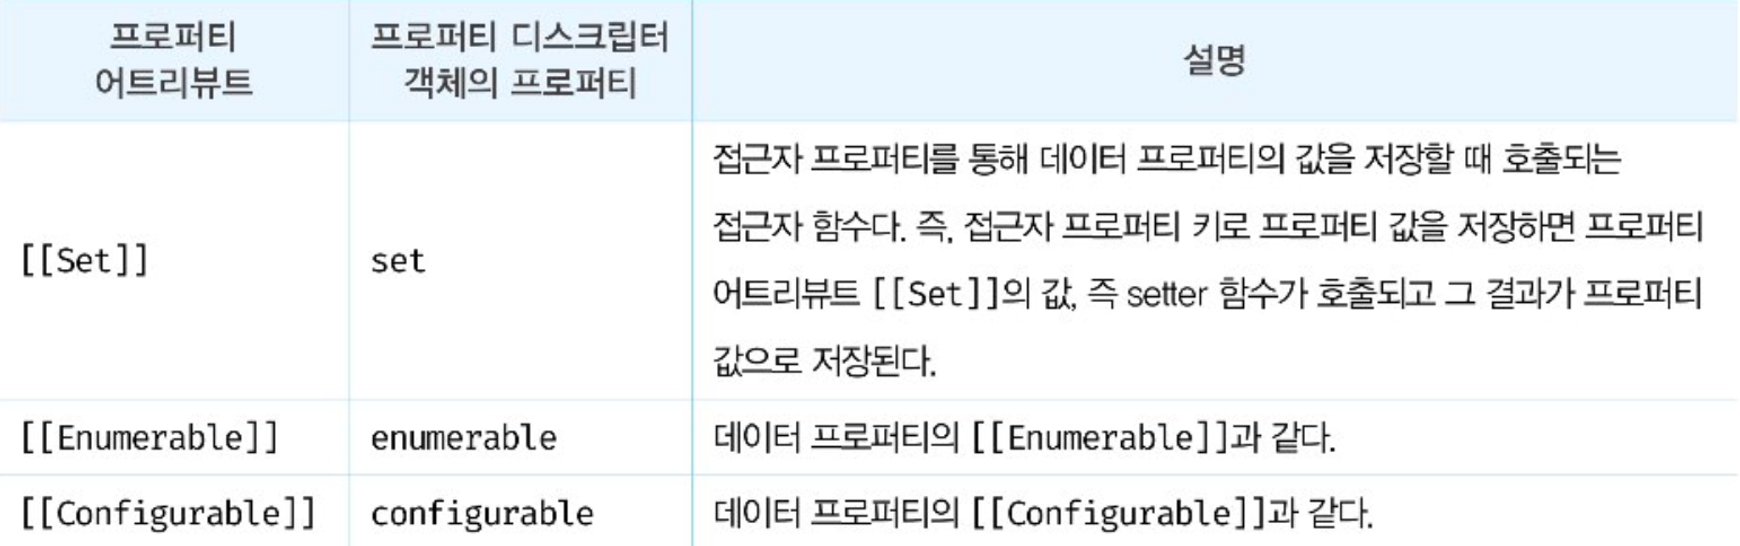 프로퍼티
어트리뷰트
프로퍼티 디스크립터
객체의 프로퍼티
설명
[[Set]]
set
접근자 프로퍼티를 통해 데이터 프로퍼티의 값을 저장할 때 호출되는
접근자 함수다. 즉, 접근자 프로퍼티 키로 프로퍼티 값을 저장하면 프로퍼티
어트리뷰트 [[Set]]의 값, 즉 setter 함수가 호출되고 그 결과가 프로퍼티
값으로 저장된다.
[[Enumerable]]
enumerable
데이터 프로퍼티의 [[Enumerable]]과 같다.
[[Configurable]]
configurable
데이터 프로퍼티의 [[Configurable]]과 같다.